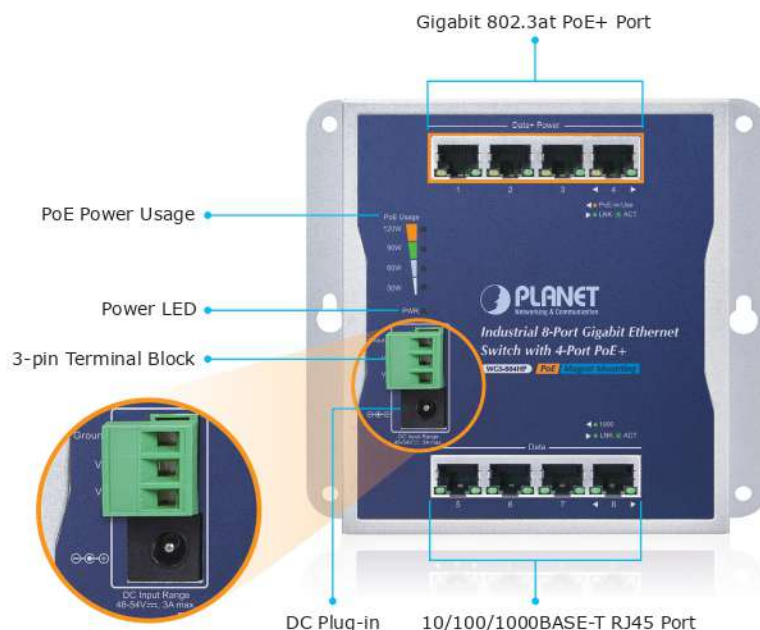 Gigabit 802.3at PoE+ Port
Data+ Power
1 2 3 ◄ 4 ►
◄ ● PoE-in-Use
► ● LNK ACT
PoE Power Usage
PoE Usage
120W
90W
60W
30W
Power LED
PWR
PLANET
Networking & Communication
Industrial 8-Port Gigabit Ethernet
Switch with 4-Port PoE+
WGS-804HP PoE Magnet Mounting
3-pin Terminal Block
DC Input Range
◄ ● 1000
► ● LNK ACT
Data
5 6 7 ◄ 8 ►
Ground
V
V
DC Input Range
48-54V, 3A max.
DC Plug-in
10/100/1000BASE-T RJ45 Port